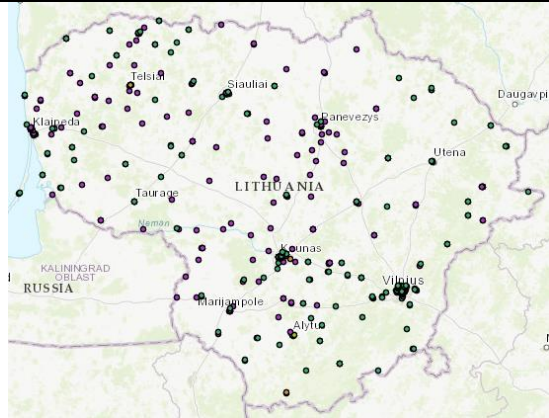 Telsiai
Siauliai
Daugavpi
Klaipeda
Panevezys
Utena
LITHUANIA
Taurage
Neman
Kaunas
KALININGRAD
OBLAST
Vilnius
RUSSIA
Marijampole
Alytus